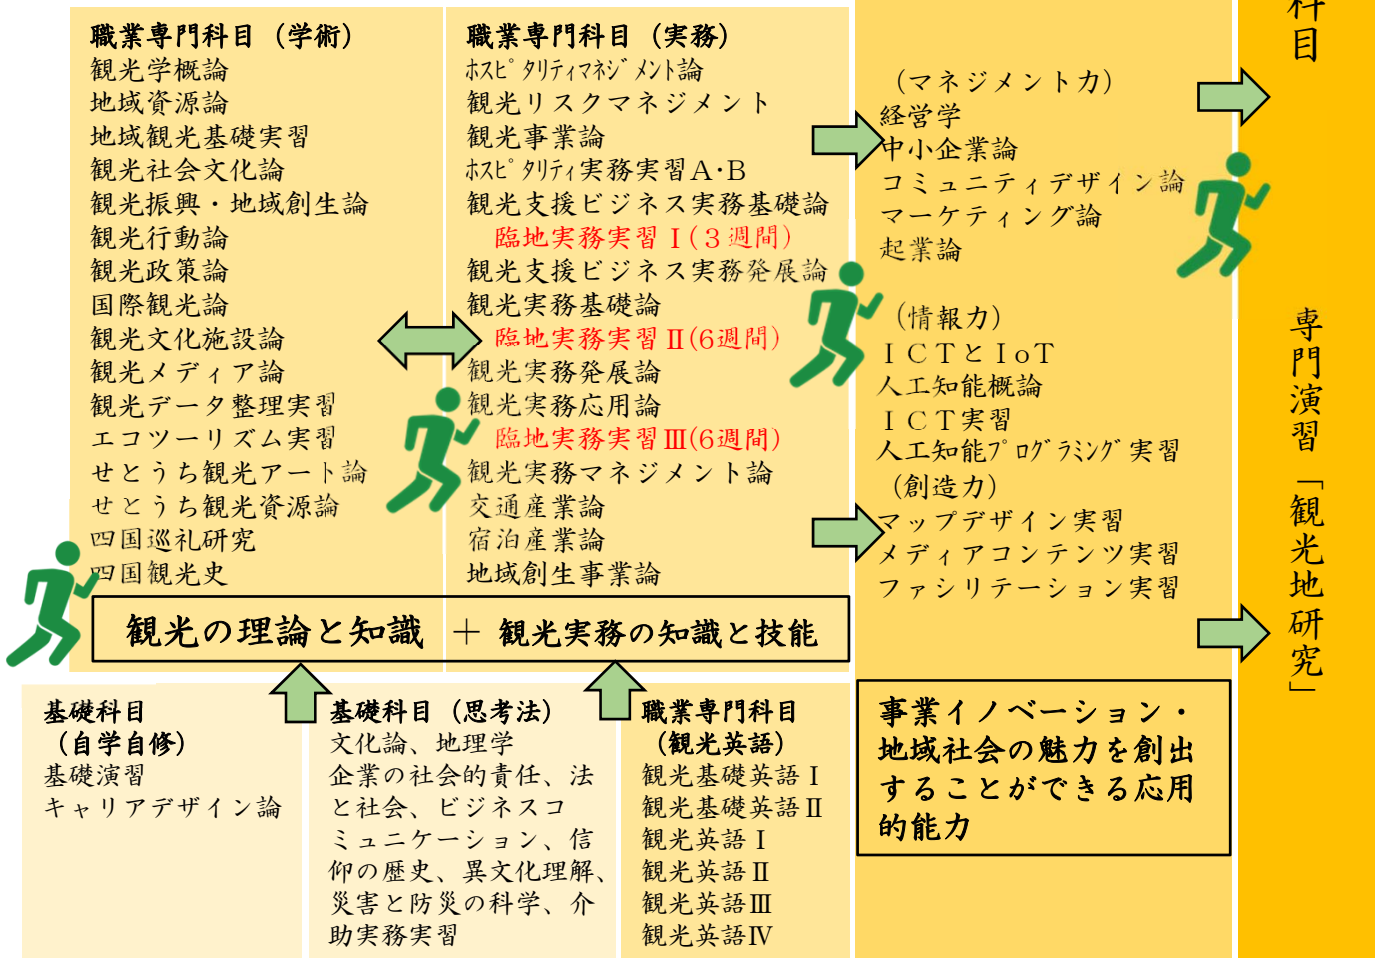 職業専門科目（学術）
観光学概論
地域資源論
地域観光基礎実習
観光社会文化論
観光振興・地域創生論
観光行動論
観光政策論
国際観光論
観光文化施設論
観光メディア論
観光データ整理実習
エコツーリズム実習
せとうち観光アート論
せとうち観光資源論
四国巡礼研究
四国観光史
職業専門科目（実務）
ﾎｽﾋﾟﾀﾘﾃｨﾏﾈｼﾞﾒﾝﾄ論
観光リスクマネジメント
観光事業論
ﾎｽﾋﾟﾀﾘﾃｨ実務実習A・B
観光支援ビジネス実務基礎論
臨地実務実習Ⅰ(３週間)
観光支援ビジネス実務発展論
観光実務基礎論
臨地実務実習Ⅱ(6週間)
観光実務発展論
観光実務応用論
臨地実務実習Ⅲ(6週間)
観光実務マネジメント論
交通産業論
宿泊産業論
地域創生事業論
観光の理論と知識 ＋ 観光実務の知識と技能
基礎科目
（自学自修）
基礎演習
キャリアデザイン論
基礎科目（思考法）
文化論、地理学
企業の社会的責任、法
と社会、ビジネスコ
ミュニケーション、信
仰の歴史、異文化理解、
災害と防災の科学、介
助実務実習
職業専門科目
（観光英語）
観光基礎英語Ⅰ
観光基礎英語Ⅱ
観光英語Ⅰ
観光英語Ⅱ
観光英語Ⅲ
観光英語Ⅳ
（マネジメント力）
経営学
中小企業論
コミュニティデザイン論
マーケティング論
起業論
（情報力）
ＩＣＴとＩoＴ
人工知能概論
ＩＣＴ実習
人工知能ﾌﾟﾛｸﾞﾗﾐﾝｸﾞ実習
（創造力）
マップデザイン実習
メディアコンテンツ実習
ファシリテーション実習
事業イノベーション・
地域社会の魅力を創出
することができる応用
的能力
科目　専門演習「観光地研究」